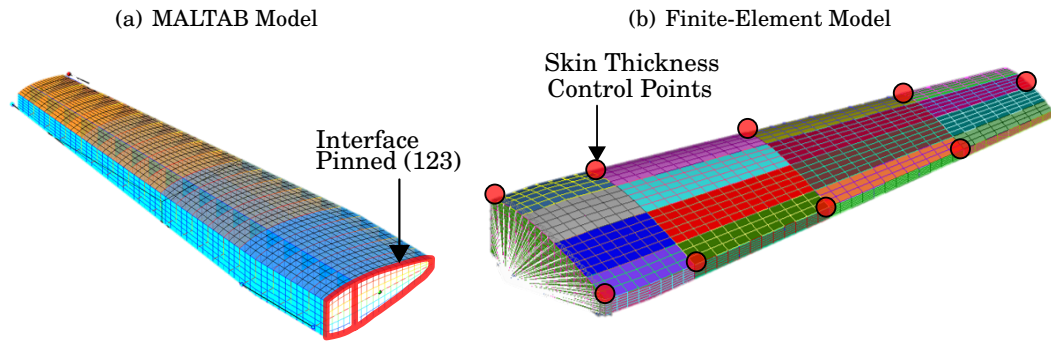 (a) MALTAB Model
(b) Finite-Element Model
Skin Thickness
Control Points
Interface
Pinned (123)